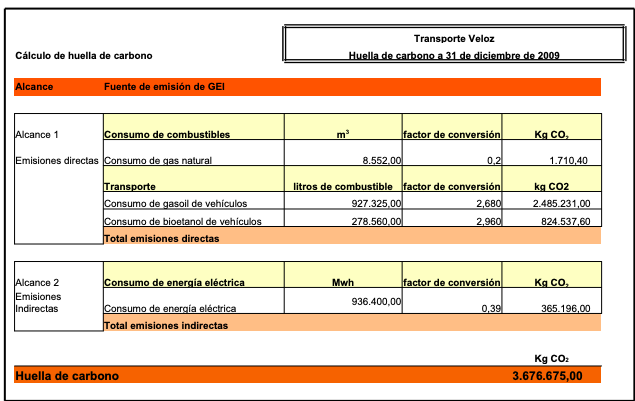 Transporte Veloz
Cálculo de huella de carbono Huella de carbono a 31 de diciembre de 2009
Alcance Fuente de emisión de GEI
Alcance 1 Consumo de combustibles m³ factor de conversión Kg CO₂
Emisiones directas Consumo de gas natural 8.552,00 0,2 1.710,40
Transporte litros de combustible factor de conversión kg CO2
Consumo de gasoil de vehículos 927.325,00 2,680 2.485.231,00
Consumo de bioetanol de vehículos 278.560,00 2,960 824.537,60
Total emisiones directas
Alcance 2 Consumo de energía eléctrica Mwh factor de conversión Kg CO₂
Emisiones
Indirectas Consumo de energía eléctrica 936.400,00 0,39 365.196,00
Total emisiones indirectas
Kg CO₂
Huella de carbono 3.676.675,00